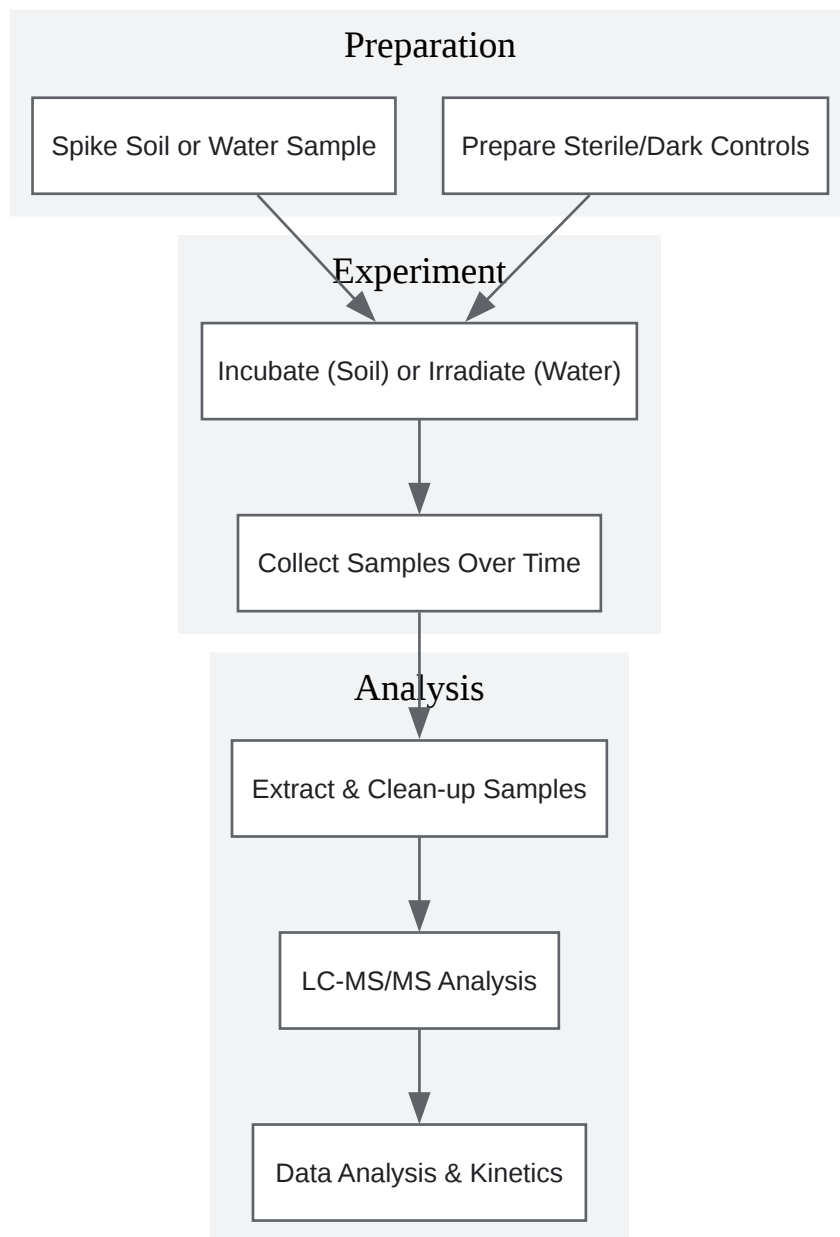 Preparation
Spike Soil or Water Sample
Prepare Sterile/Dark Controls
Experiment
Incubate (Soil) or Irradiate (Water)
Collect Samples Over Time
Analysis
Extract & Clean-up Samples
LC-MS/MS Analysis
Data Analysis & Kinetics